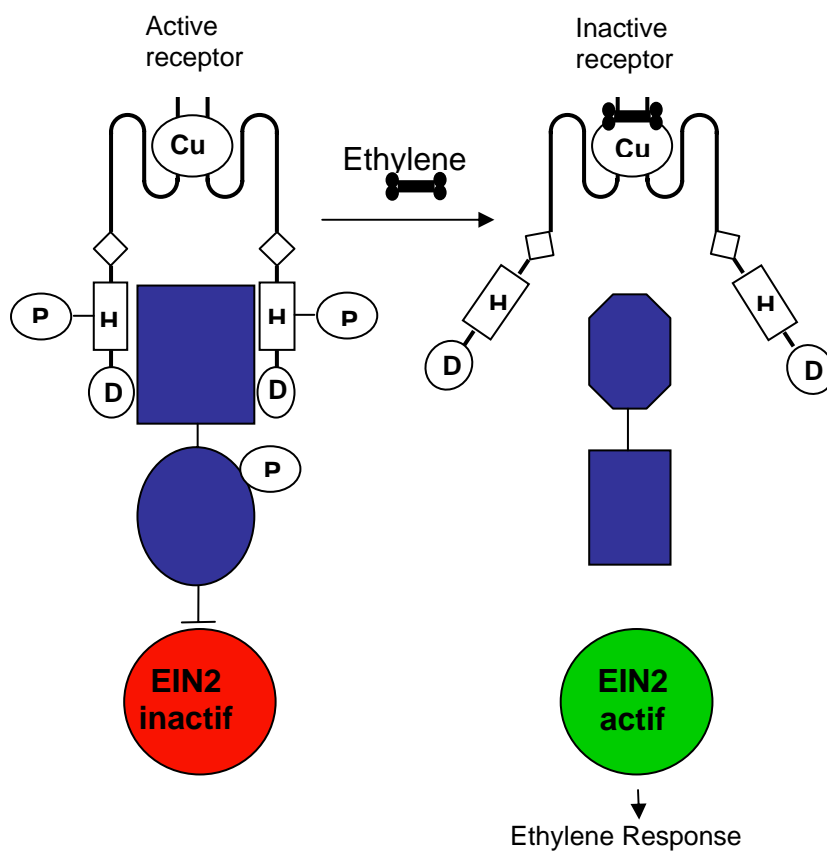 Active
receptor
Inactive
receptor
Cu
Cu
Ethylene
P
H
H
P
H
H
D
D
D
D
P
EIN2
inactif
EIN2
actif
Ethylene Response